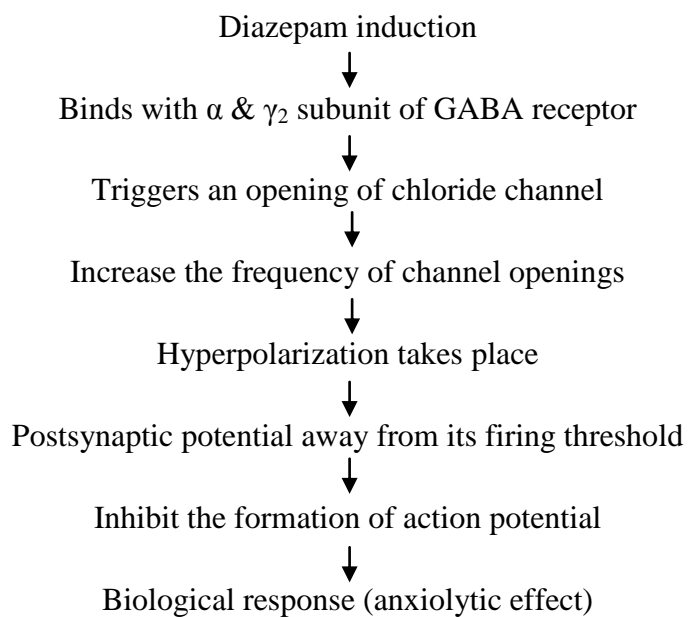 Diazepam induction
Binds with α & γ₂ subunit of GABA receptor
Triggers an opening of chloride channel
Increase the frequency of channel openings
Hyperpolarization takes place
Postsynaptic potential away from its firing threshold
Inhibit the formation of action potential
Biological response (anxiolytic effect)